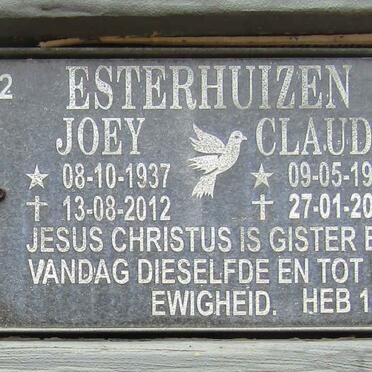 2
ESTERHUIZEN
JOEY CLAUD
08-10-1937 09-05-19
13-08-2012 27-01-20
JESUS CHRISTUS IS GISTER E
VANDAG DIESELFDE EN TOT
EWIGHEID. HEB 1